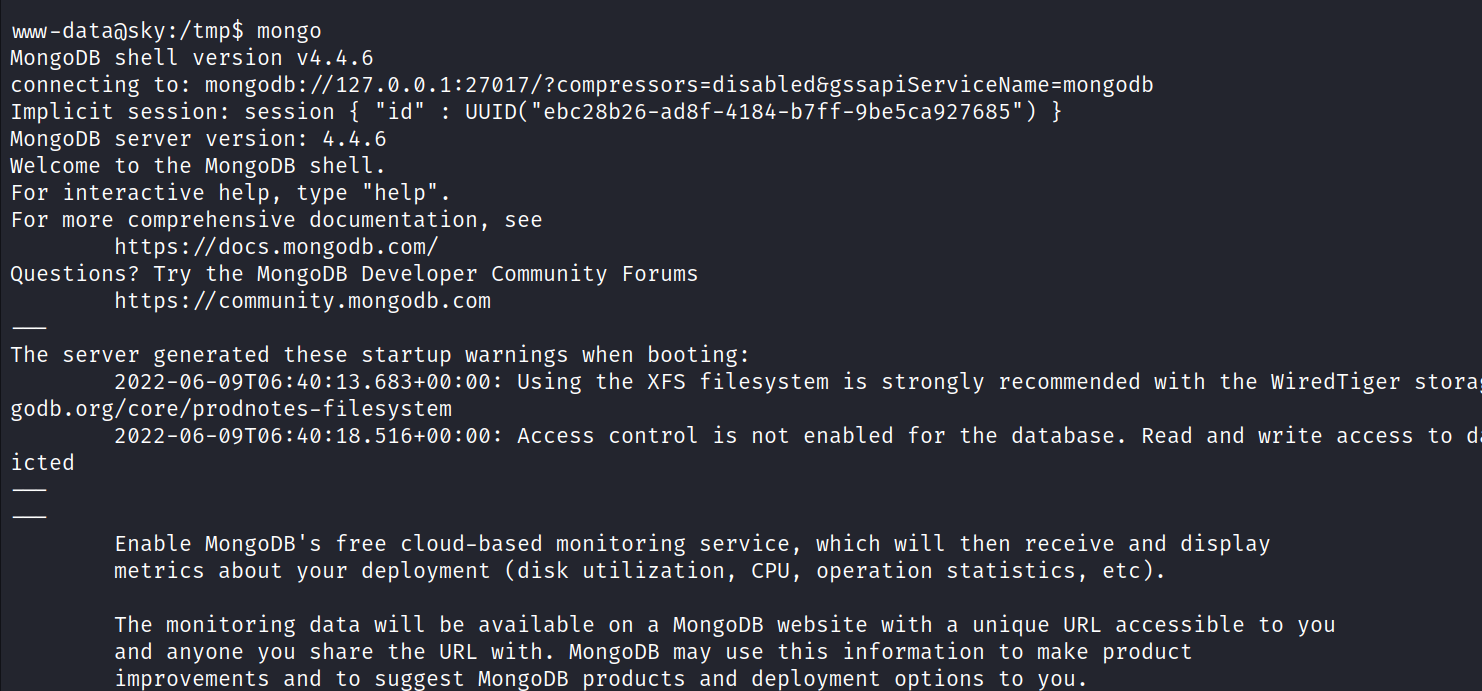 www-data@sky:/tmp$ mongo
MongoDB shell version v4.4.6
connecting to: mongodb://127.0.0.1:27017/?compressors=disabled&gssapiServiceName=mongodb
Implicit session: session { "id" : UUID("ebc28b26-ad8f-4184-b7ff-9be5ca927685") }
MongoDB server version: 4.4.6
Welcome to the MongoDB shell.
For interactive help, type "help".
For more comprehensive documentation, see
        https://docs.mongodb.com/
Questions? Try the MongoDB Developer Community Forums
        https://community.mongodb.com
---
The server generated these startup warnings when booting:
        2022-06-09T06:40:13.683+00:00: Using the XFS filesystem is strongly recommended with the WiredTiger
godb.org/core/prodnotes-filesystem
        2022-06-09T06:40:18.516+00:00: Access control is not enabled for the database. Read and write access to
icted
---
---
        Enable MongoDB's free cloud-based monitoring service, which will then receive and display
        metrics about your deployment (disk utilization, CPU, operation statistics, etc).

        The monitoring data will be available on a MongoDB website with a unique URL accessible to you
        and anyone you share the URL with. MongoDB may use this information to make product
        improvements and to suggest MongoDB products and deployment options to you.